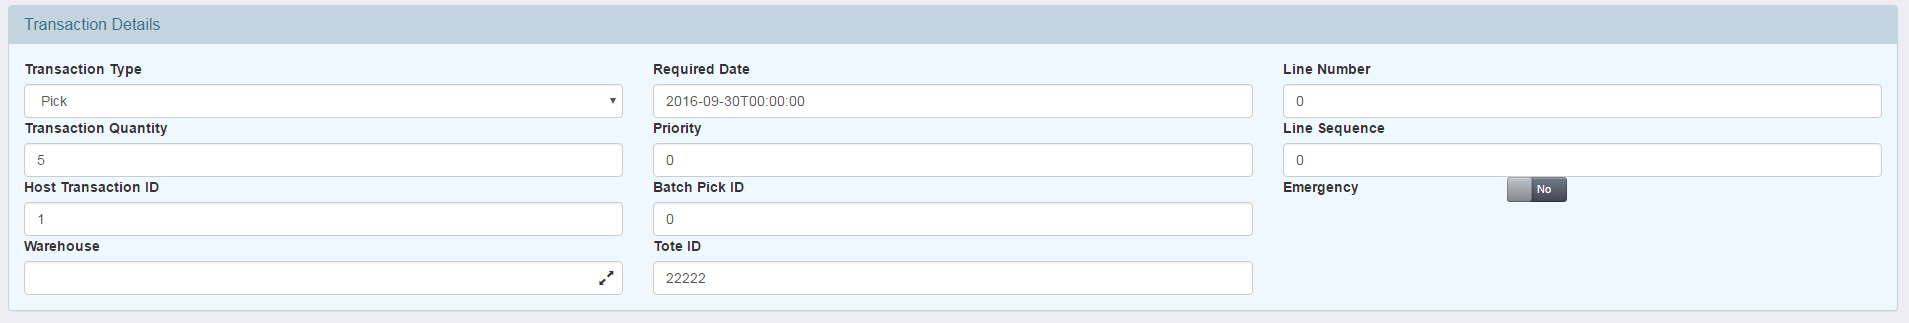 Transaction Details
Transaction Type
Pick
Transaction Quantity
5
Host Transaction ID
1
Warehouse
Required Date
2016-09-30T00:00:00
Priority
0
Batch Pick ID
0
Tote ID
22222
Line Number
0
Line Sequence
0
Emergency
No